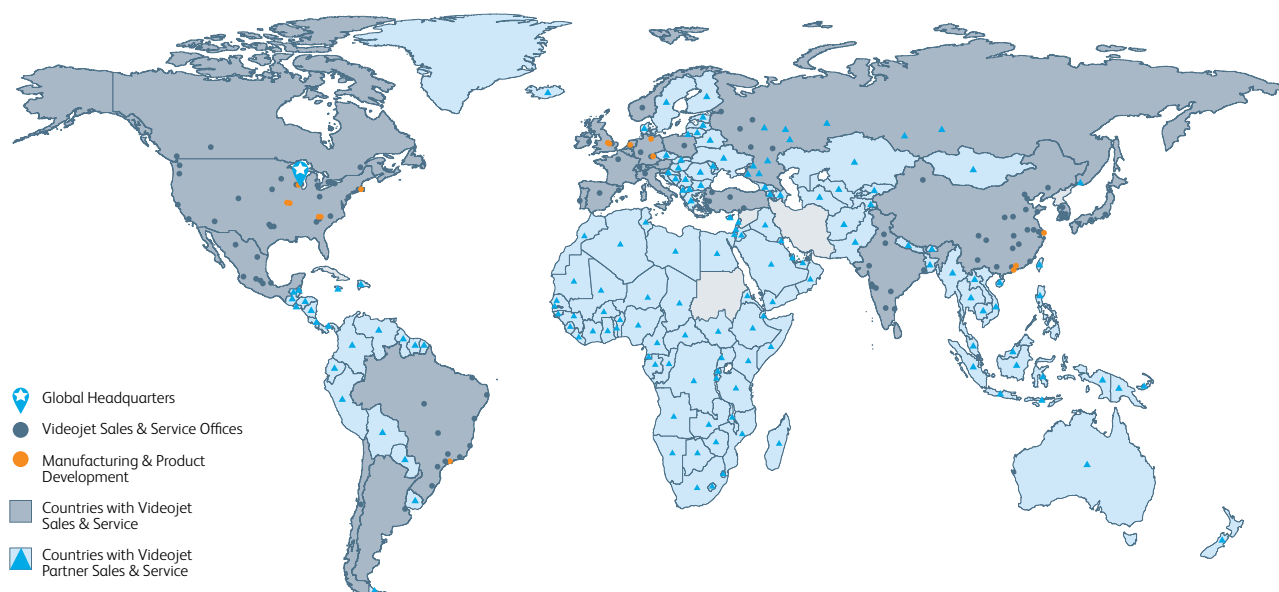 Global Headquarters
Videojet Sales & Service Offices
Manufacturing & Product
Development
Countries with Videojet
Sales & Service
Countries with Videojet
Partner Sales & Service